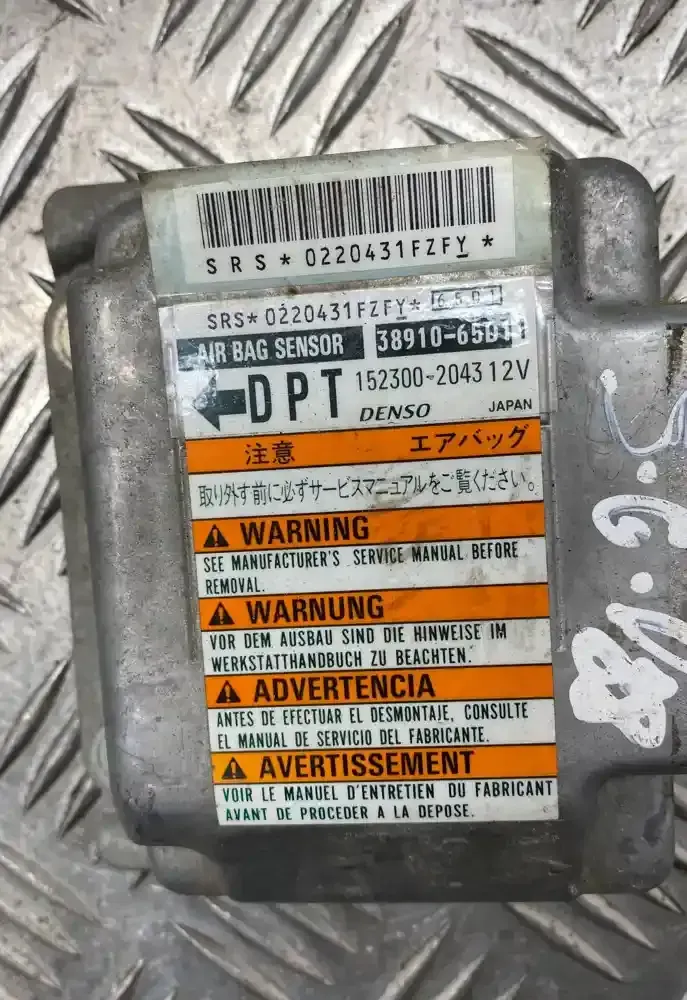 SRS*0220431FZFY*
SRS*0220431FZFY* 6501
AIR BAG SENSOR 38910-65D11
DPT 152300-2043 12V
DENSO JAPAN
注意 エアバッグ
取り外す前に必ずサービスマニュアルをご覧ください。
WARNING
SEE MANUFACTURER'S SERVICE MANUAL BEFORE
REMOVAL.
WARNUNG
VOR DEM AUSBAU SIND DIE HINWEISE IM
WERKSTATTHANDBUCH ZU BEACHTEN.
ADVERTENCIA
ANTES DE EFECTUAR EL DESMONTAJE, CONSULTE
EL MANUAL DE SERVICIO DEL FABRICANTE.
AVERTISSEMENT
VOIR LE MANUEL D'ENTRETIEN DU FABRICANT
AVANT DE PROCEDER A LA DEPOSE.